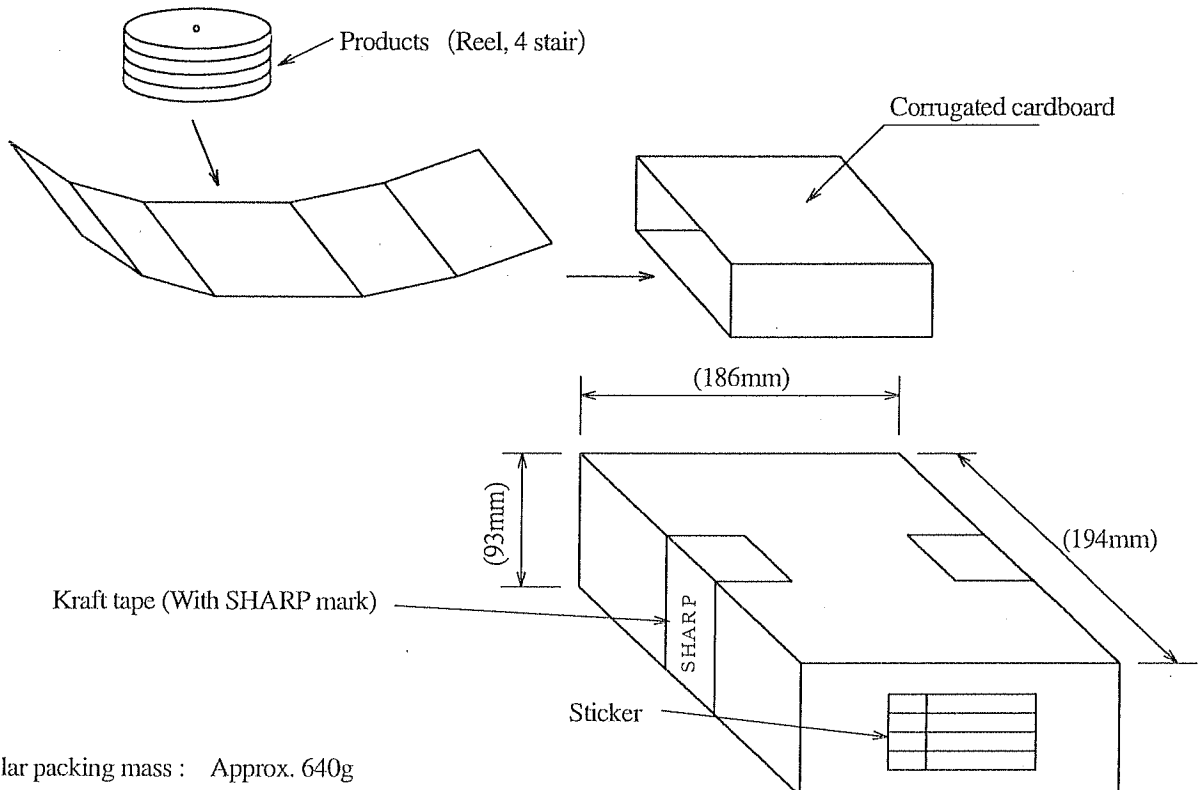 Products (Reel, 4 stair)
Corrugated cardboard
(186mm)
(93mm)
(194mm)
Kraft tape (With SHARP mark)
SHARP
Sticker
lar packing mass : Approx. 640g